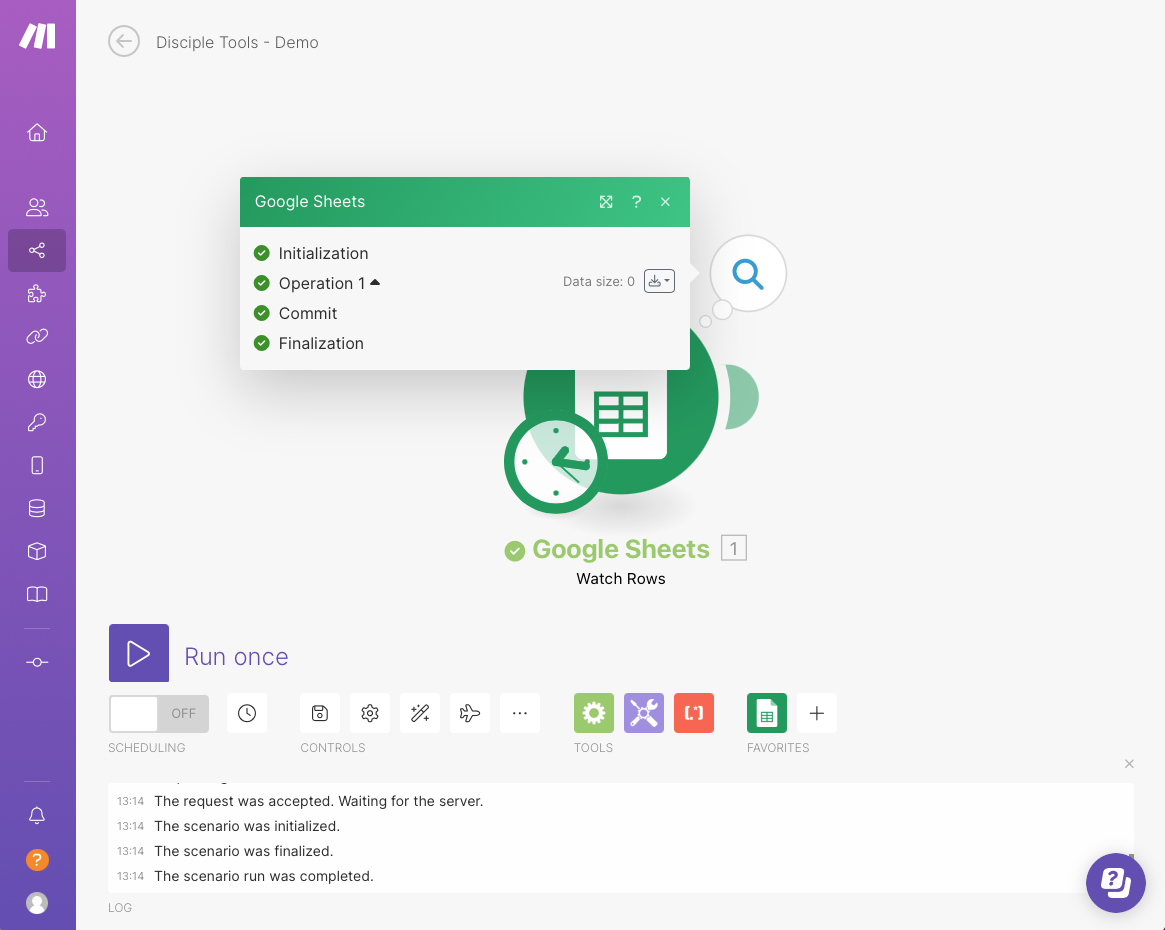 Disciple Tools - Demo
Google Sheets ?
Initialization
Operation 1 Data size: 0
Commit
Finalization
Google Sheets 1
Watch Rows
Run once
OFF
SCHEDULING CONTROLS TOOLS FAVORITES
13:14 The request was accepted. Waiting for the server.
13:14 The scenario was initialized.
13:14 The scenario was finalized.
13:14 The scenario run was completed.
?
?
LOG